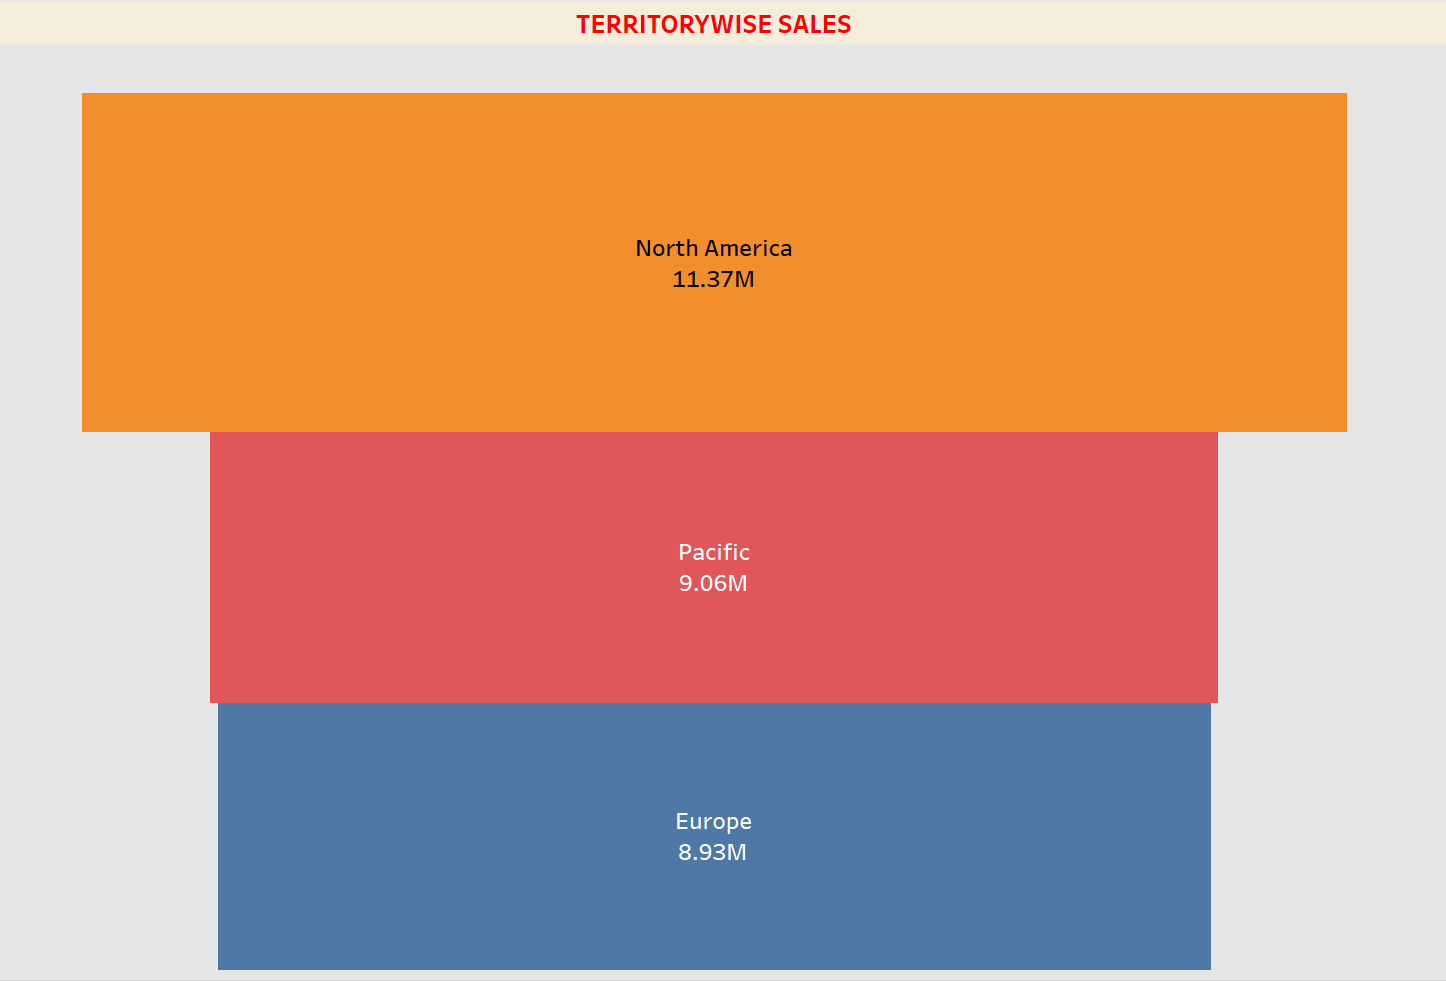 TERRITORYWISE SALES
North America
11.37M
Pacific
9.06M
Europe
8.93M